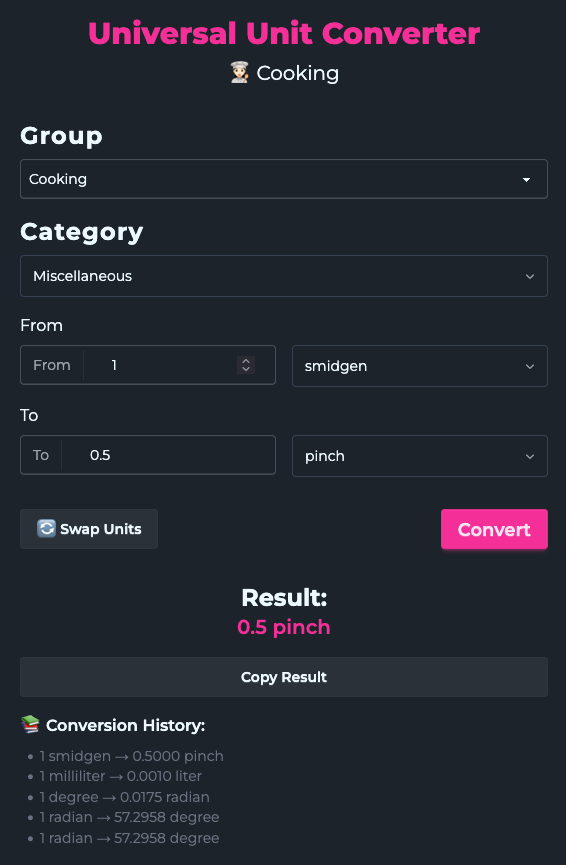 Universal Unit Converter
Cooking
Group
Cooking
Category
Miscellaneous
From
From 1 smidgen
To
To 0.5 pinch
Swap Units Convert
Result:
0.5 pinch
Copy Result
Conversion History:
• 1 smidgen → 0.5000 pinch
• 1 milliliter → 0.0010 liter
• 1 degree → 0.0175 radian
• 1 radian → 57.2958 degree
• 1 radian → 57.2958 degree